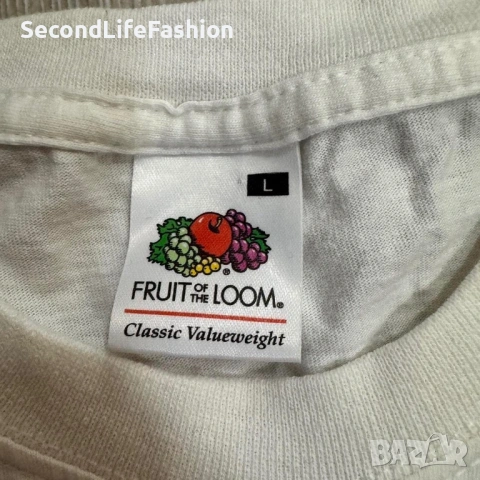 SecondLifeFashion
L
FRUIT OF THE LOOM®
Classic Valueweight
BAZAR